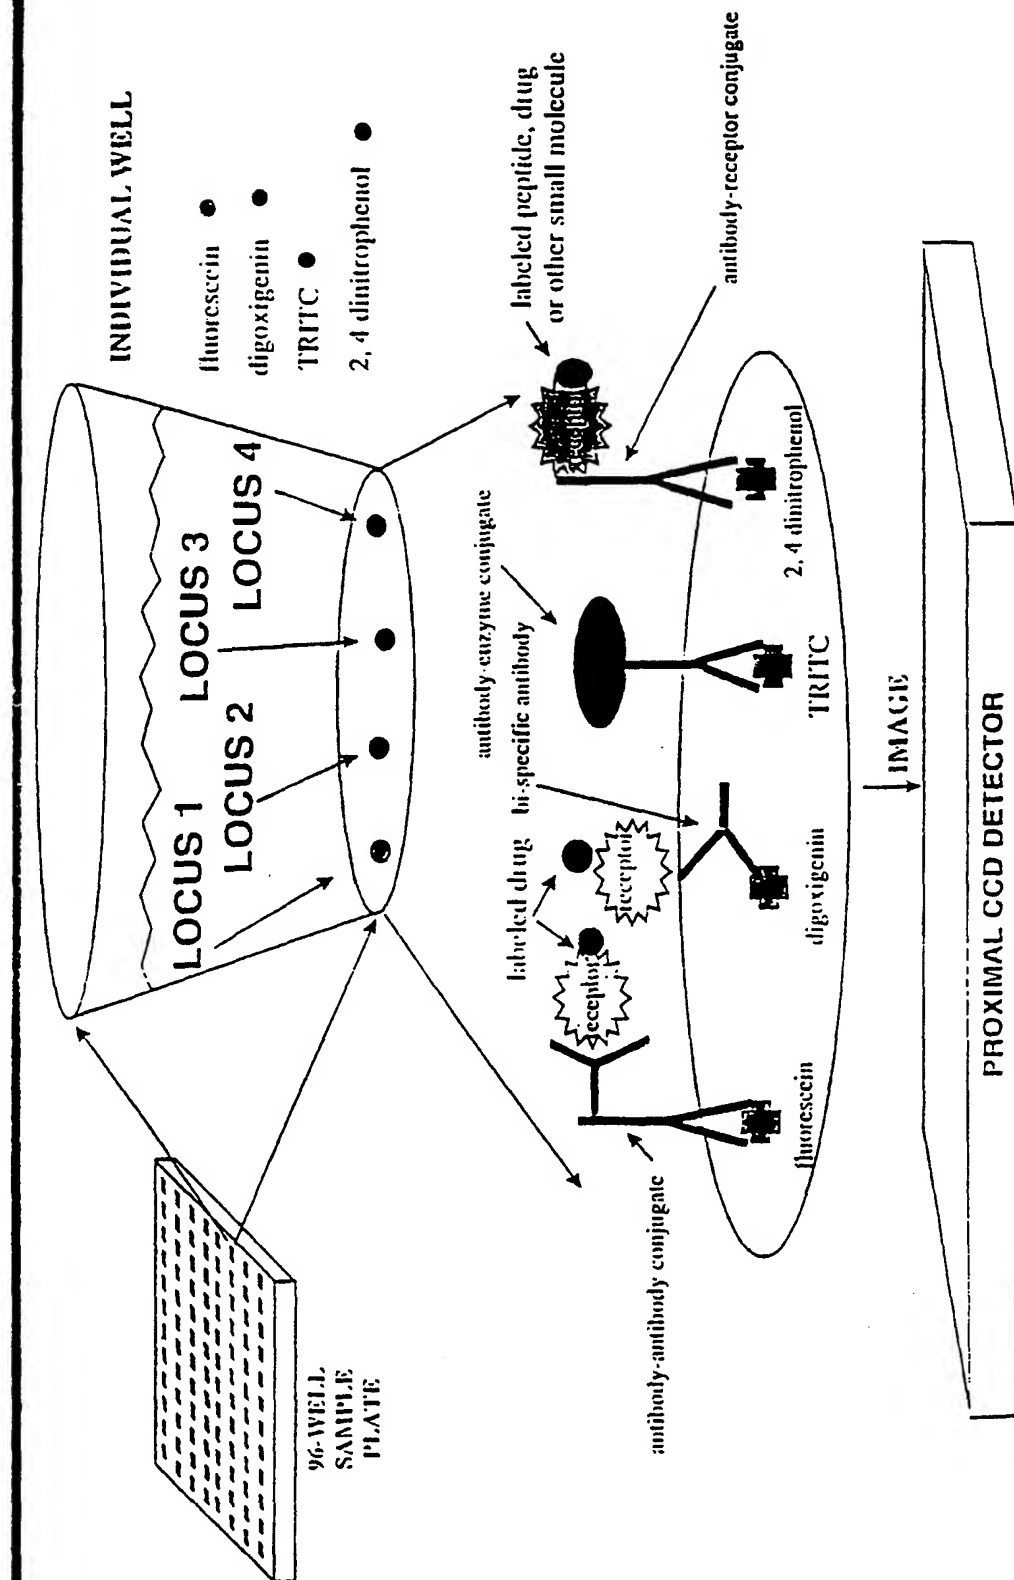 96-WELL
SAMPLE
PLATE
INDIVIDUAL WELL
fluorescein
digoxigenin
TRITC
2, 4 dinitrophenol
LOCUS 1
LOCUS 2
LOCUS 3
LOCUS 4
labeled peptide, drug
or other small molecule
antibody-receptor conjugate
antibody-enzyme conjugate
bi-specific antibody
labeled drug
receptor
receptor
antibody-antibody conjugate
fluorescein
digoxigenin
TRITC
2, 4 dinitrophenol
IMAGE
PROXIMAL CCD DETECTOR